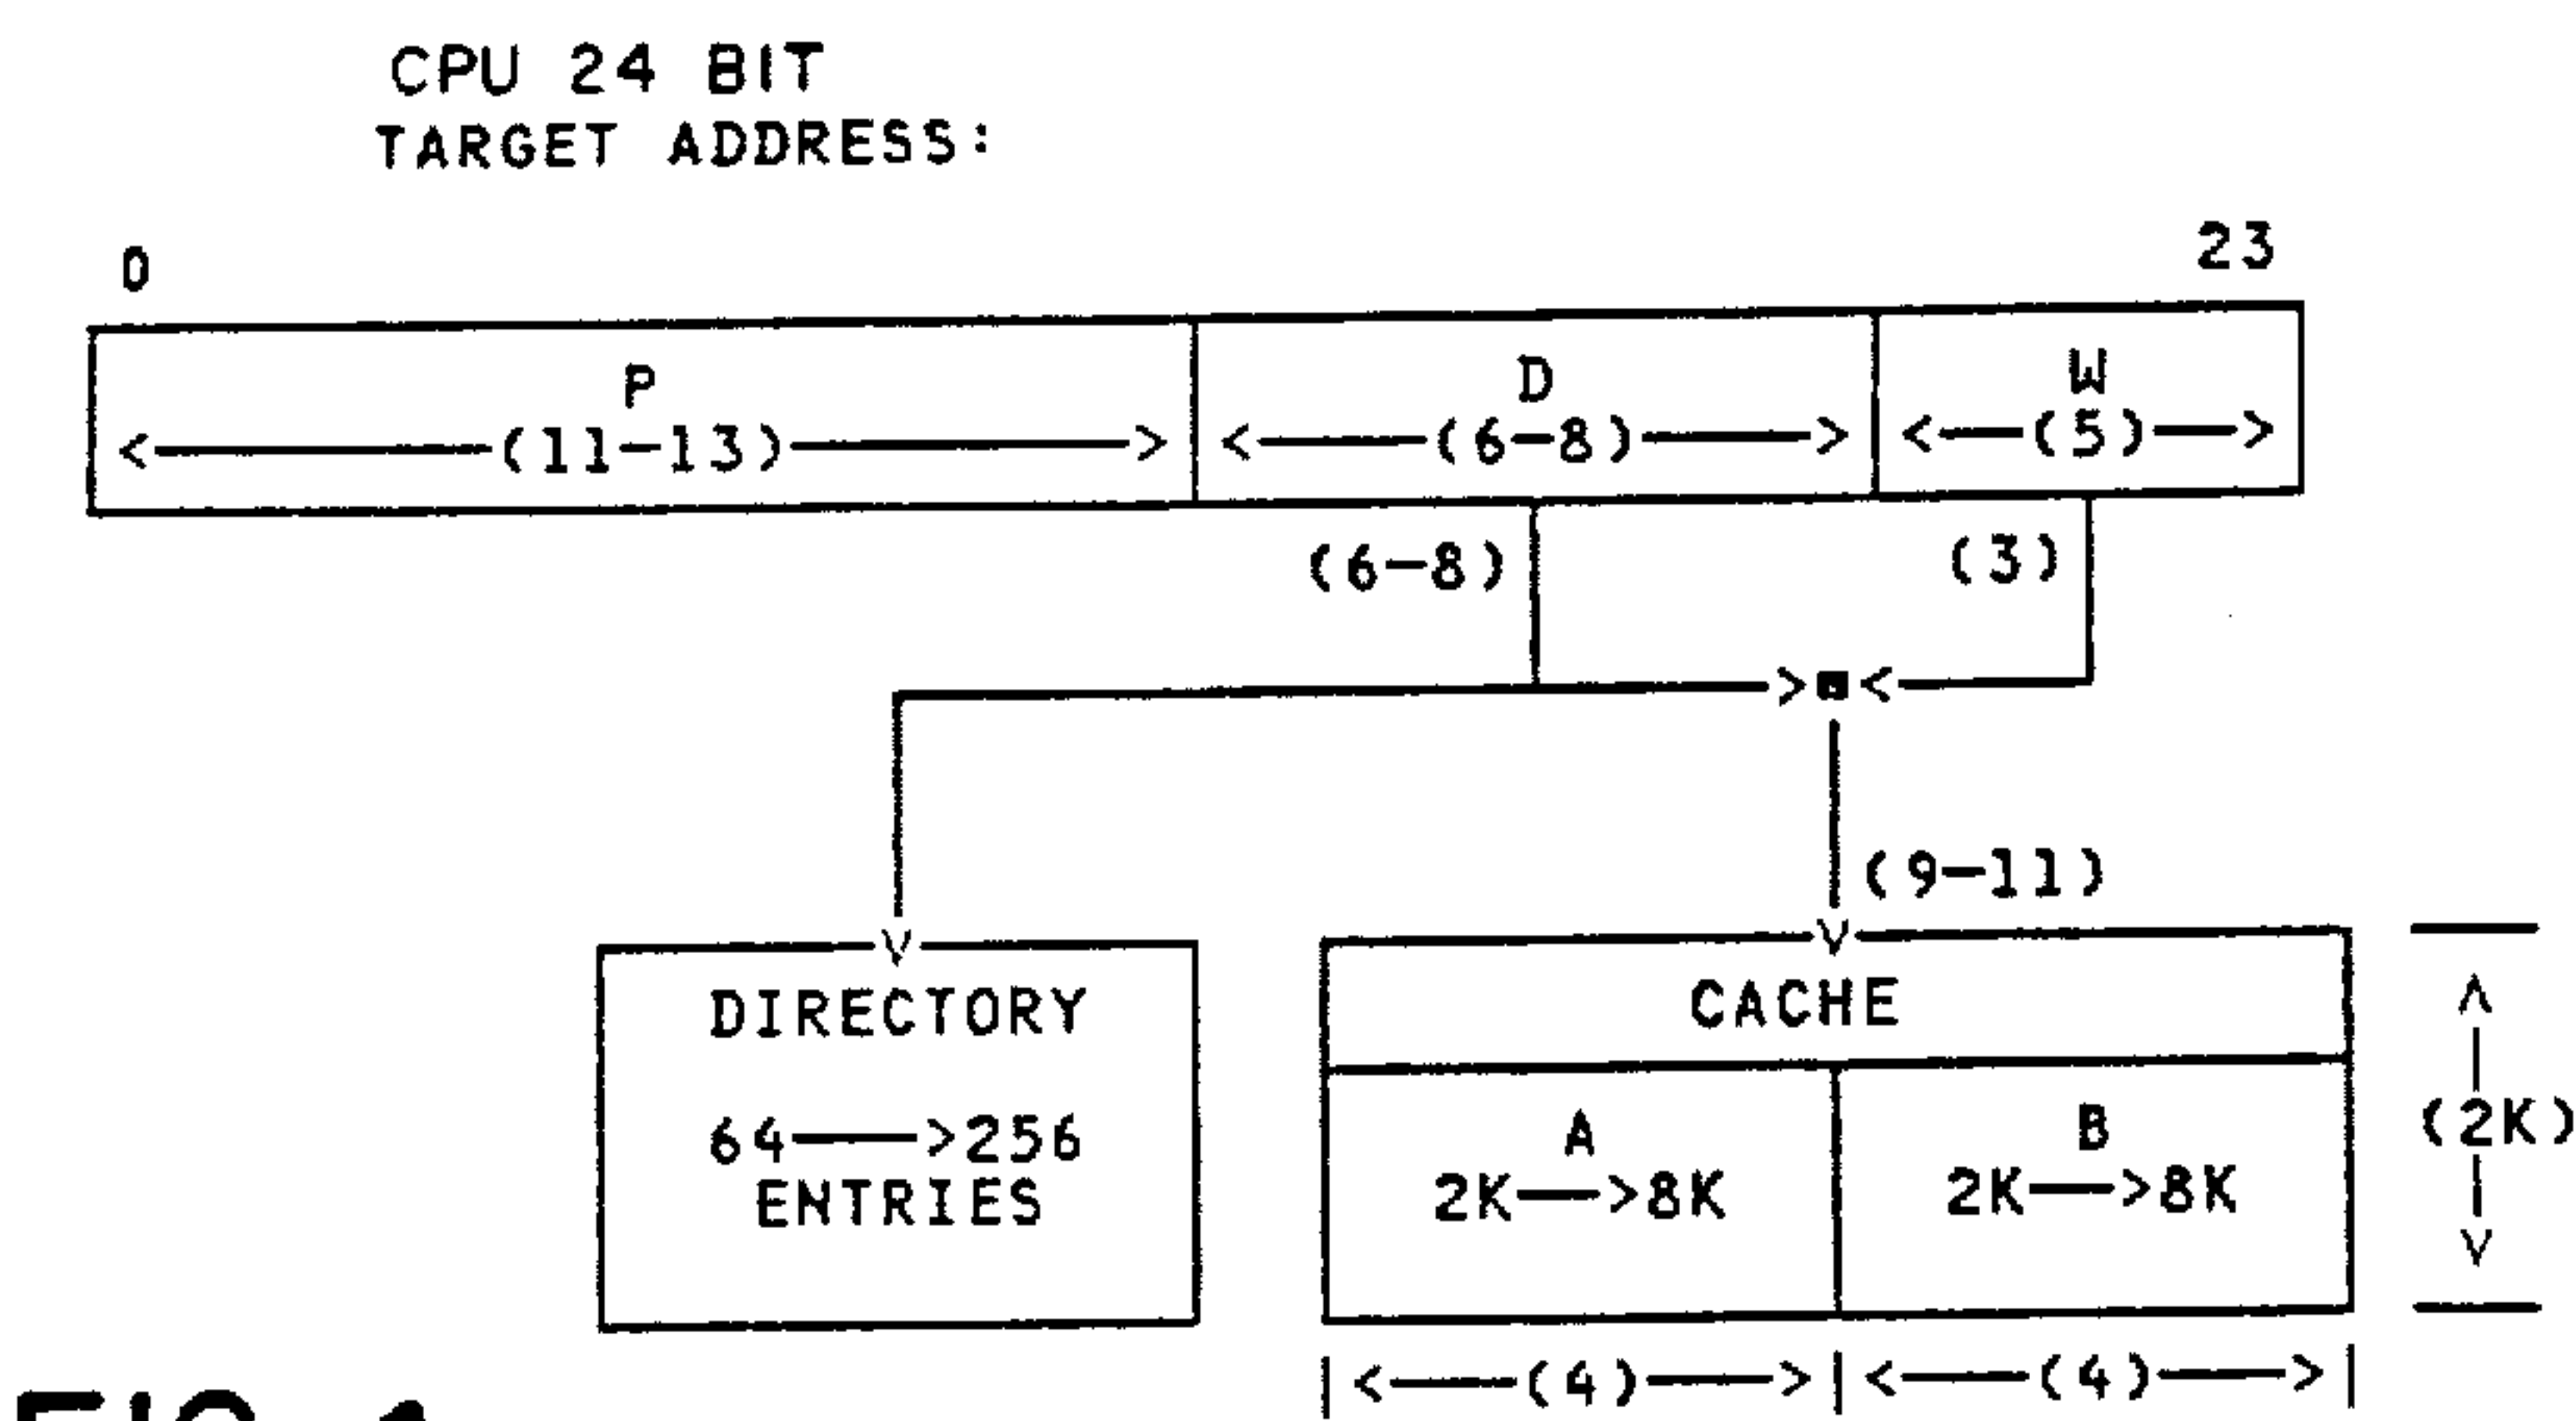 CPU 24 BIT
TARGET ADDRESS:
0 23
P D W
<——(11-13)——> <——(6-8)——> <—(5)—>
(6-8) (3)
> <
(9-11)
DIRECTORY CACHE
64—>256 A B (2K)
ENTRIES 2K—>8K 2K—>8K
|<——(4)——>|<——(4)——>|